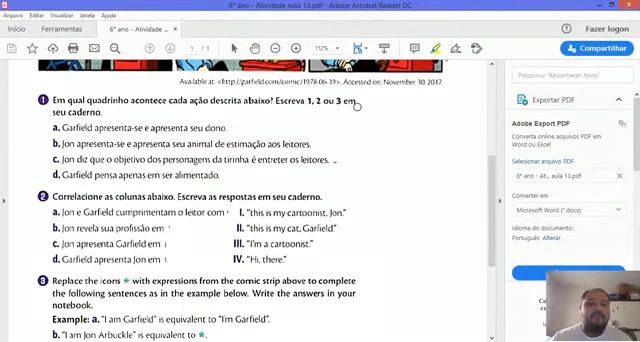 6º ano - Atividade aula 13.pdf - Adobe Acrobat Reader DC
Arquivo Editar Visualizar Janela Ajuda
Início Ferramentas 6º ano - Atividade ... × Fazer logon
1 / 1 112% Compartilhar
Available at: <http://garfield.com/comic/1978-06-19>. Accessed on: November 30, 2017.
1 Em qual quadrinho acontece cada ação descrita abaixo? Escreva 1, 2 ou 3 em
seu caderno.
a. Garfield apresenta-se e apresenta seu dono.
b. Jon apresenta-se e apresenta seu animal de estimação aos leitores.
c. Jon diz que o objetivo dos personagens da tirinha é entreter os leitores.
d. Garfield pensa apenas em ser alimentado.
2 Correlacione as colunas abaixo. Escreva as respostas em seu caderno.
a. Jon e Garfield cumprimentam o leitor com I. "this is my cartoonist, Jon."
b. Jon revela sua profissão em II. "this is my cat, Garfield."
c. Jon apresenta Garfield em III. "I'm a cartoonist."
d. Garfield apresenta Jon em IV. "Hi, there."
3 Replace the icons ★ with expressions from the comic strip above to complete
the following sentences as in the example below. Write the answers in your
notebook.
Example: a. "I am Garfield" is equivalent to "I'm Garfield".
b. "I am Jon Arbuckle" is equivalent to ★.
Pesquisar 'Reconhecer texto'
Exportar PDF
Adobe Export PDF
Converta online arquivos PDF em
Word ou Excel
Selecionar arquivo PDF
6º ano - At... aula 13.pdf ×
Converter em
Microsoft Word (*.docx)
Idioma do documento:
Português Alterar